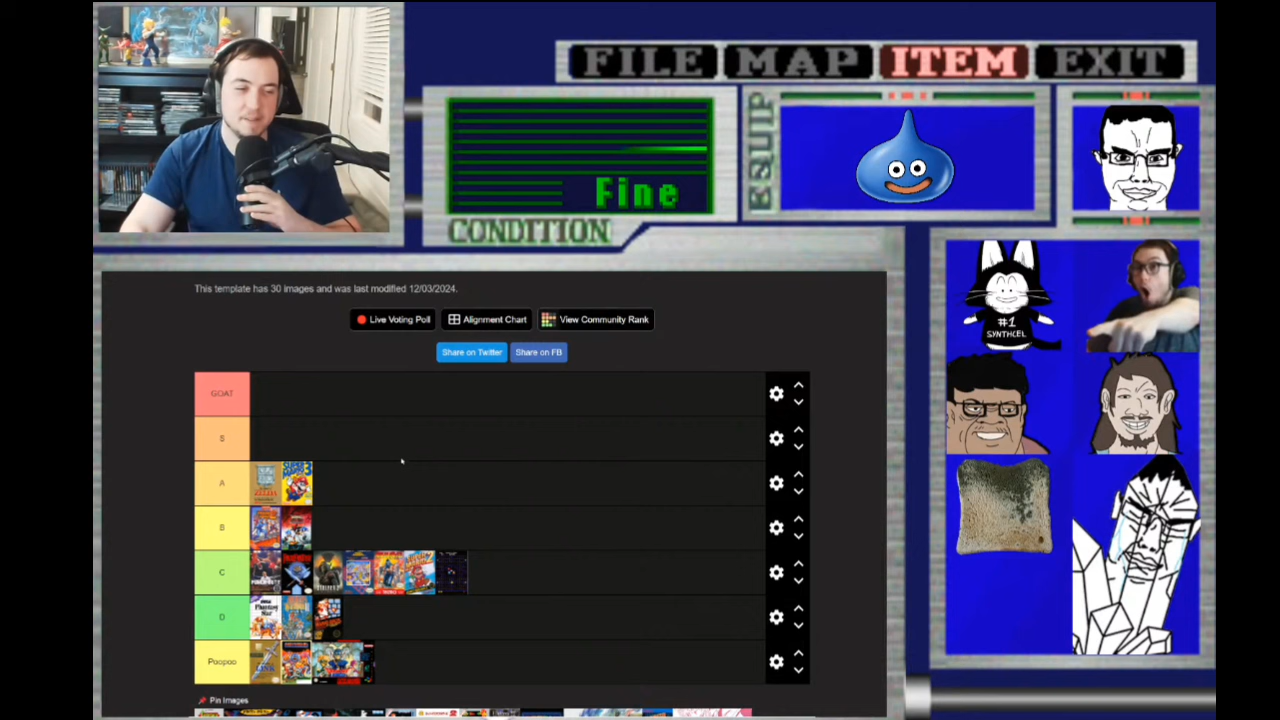 FILE MAP ITEM EXIT
EQUIP
Fine
CONDITION
#1
SYNTHCEL
This template has 30 images and was last modified 12/03/2024.
Live Voting Poll Alignment Chart View Community Rank
Share on Twitter Share on FB
GOAT
S
A
ZELDA
3
B
C
D
Poopoo
Pin Images